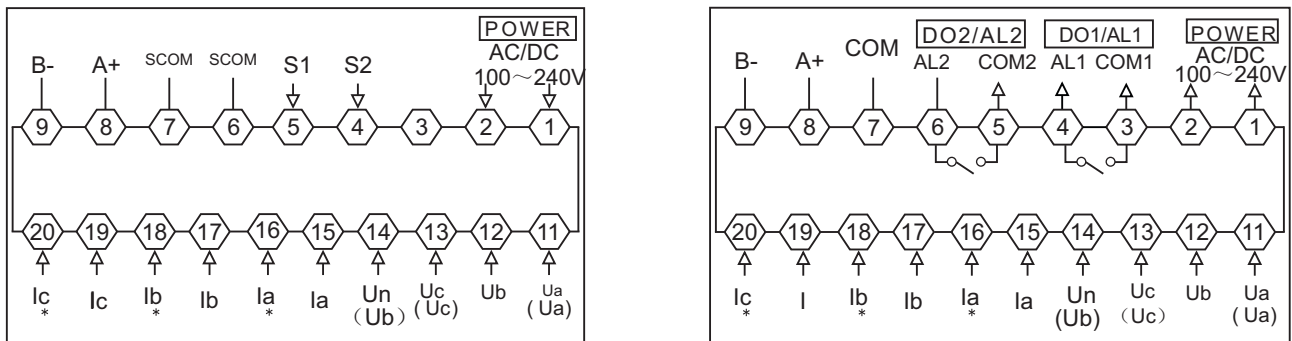 POWER
AC/DC
100～240V
B- A+ SCOM SCOM S1 S2
9 8 7 6 5 4 3 2 1
20 19 18 17 16 15 14 13 12 11
Ic* Ic Ib* Ib Ia* Ia Un Uc Ub Ua
(Ub) (Uc) (Ua)
DO2/AL2 DO1/AL1 POWER
AC/DC
100～240V
B- A+ COM AL2 COM2 AL1 COM1
9 8 7 6 5 4 3 2 1
20 19 18 17 16 15 14 13 12 11
Ic* I Ib* Ib Ia* Ia Un Uc Ub Ua
(Ub) (Uc) (Ua)